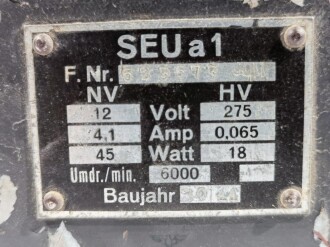 SEU a 1
F. Nr.
NV HV
12 Volt 275
4,1 Amp 0,065
45 Watt 18
Umdr./min. 6000
Baujahr